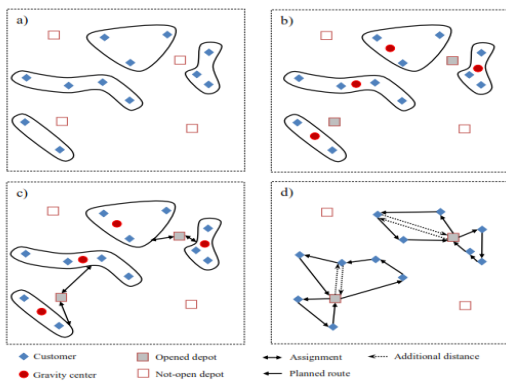 a)
b)
c)
d)
Customer
Opened depot
Assignment
Additional distance
Gravity center
Not-open depot
Planned route